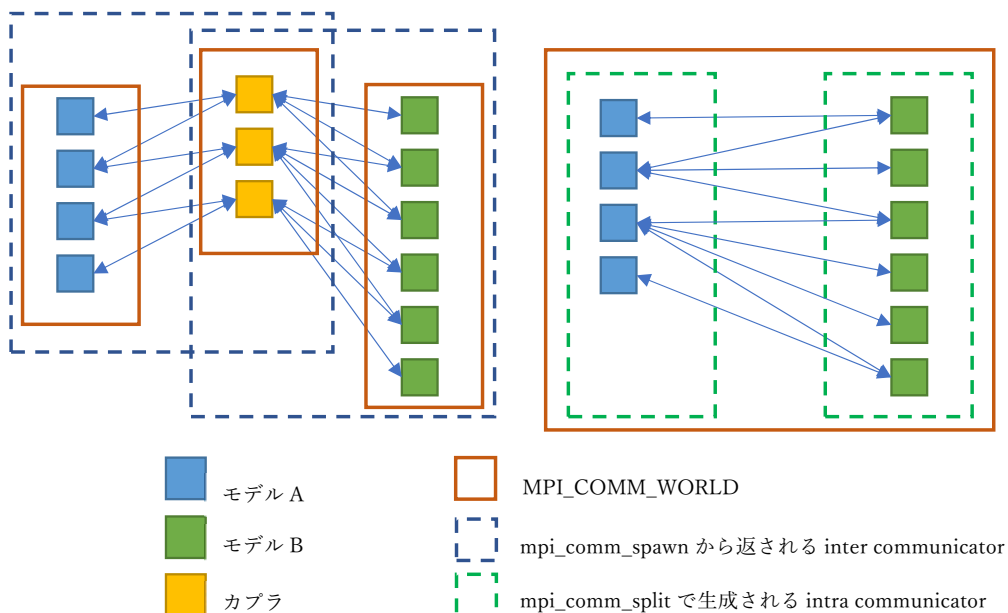 モデル A
モデル B
カプラ
MPI_COMM_WORLD
mpi_comm_spawn から返される inter communicator
mpi_comm_split で生成される intra communicator